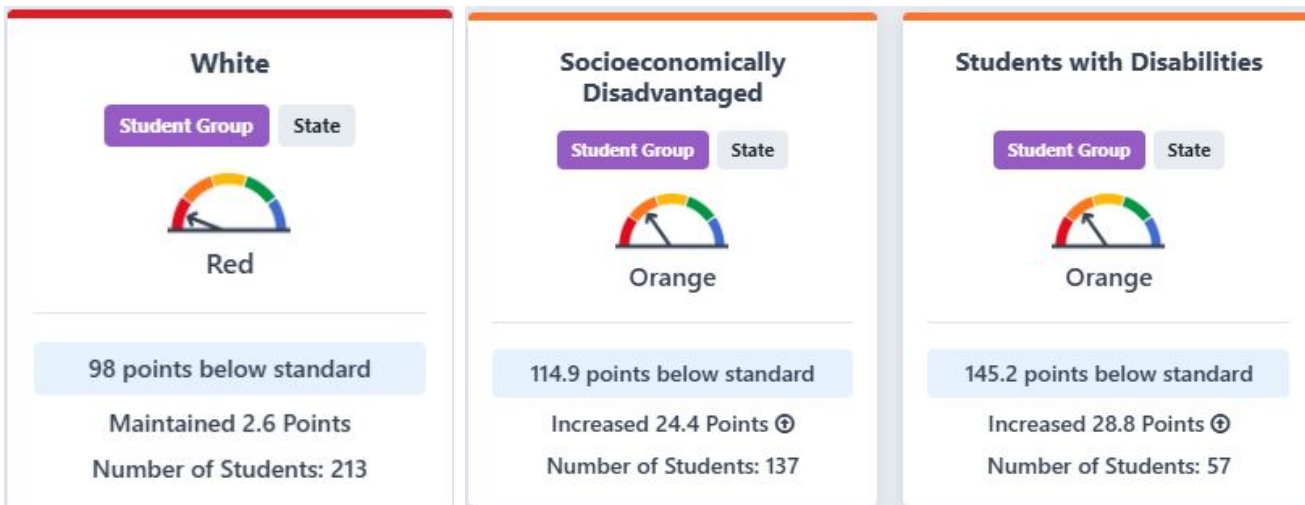 White
Student Group State
Red
98 points below standard
Maintained 2.6 Points
Number of Students: 213
Socioeconomically
Disadvantaged
Student Group State
Orange
114.9 points below standard
Increased 24.4 Points
Number of Students: 137
Students with Disabilities
Student Group State
Orange
145.2 points below standard
Increased 28.8 Points
Number of Students: 57